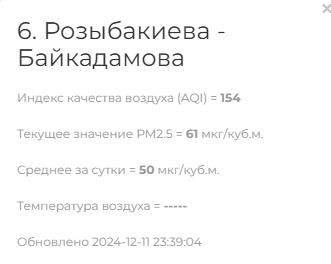 6. Розыбакиева -
Байкадамова
Индекс качества воздуха (AQI) = 154
Текущее значение PM2.5 = 61 мкг/куб.м.
Среднее за сутки = 50 мкг/куб.м.
Температура воздуха = -----
Обновлено 2024-12-11 23:39:04